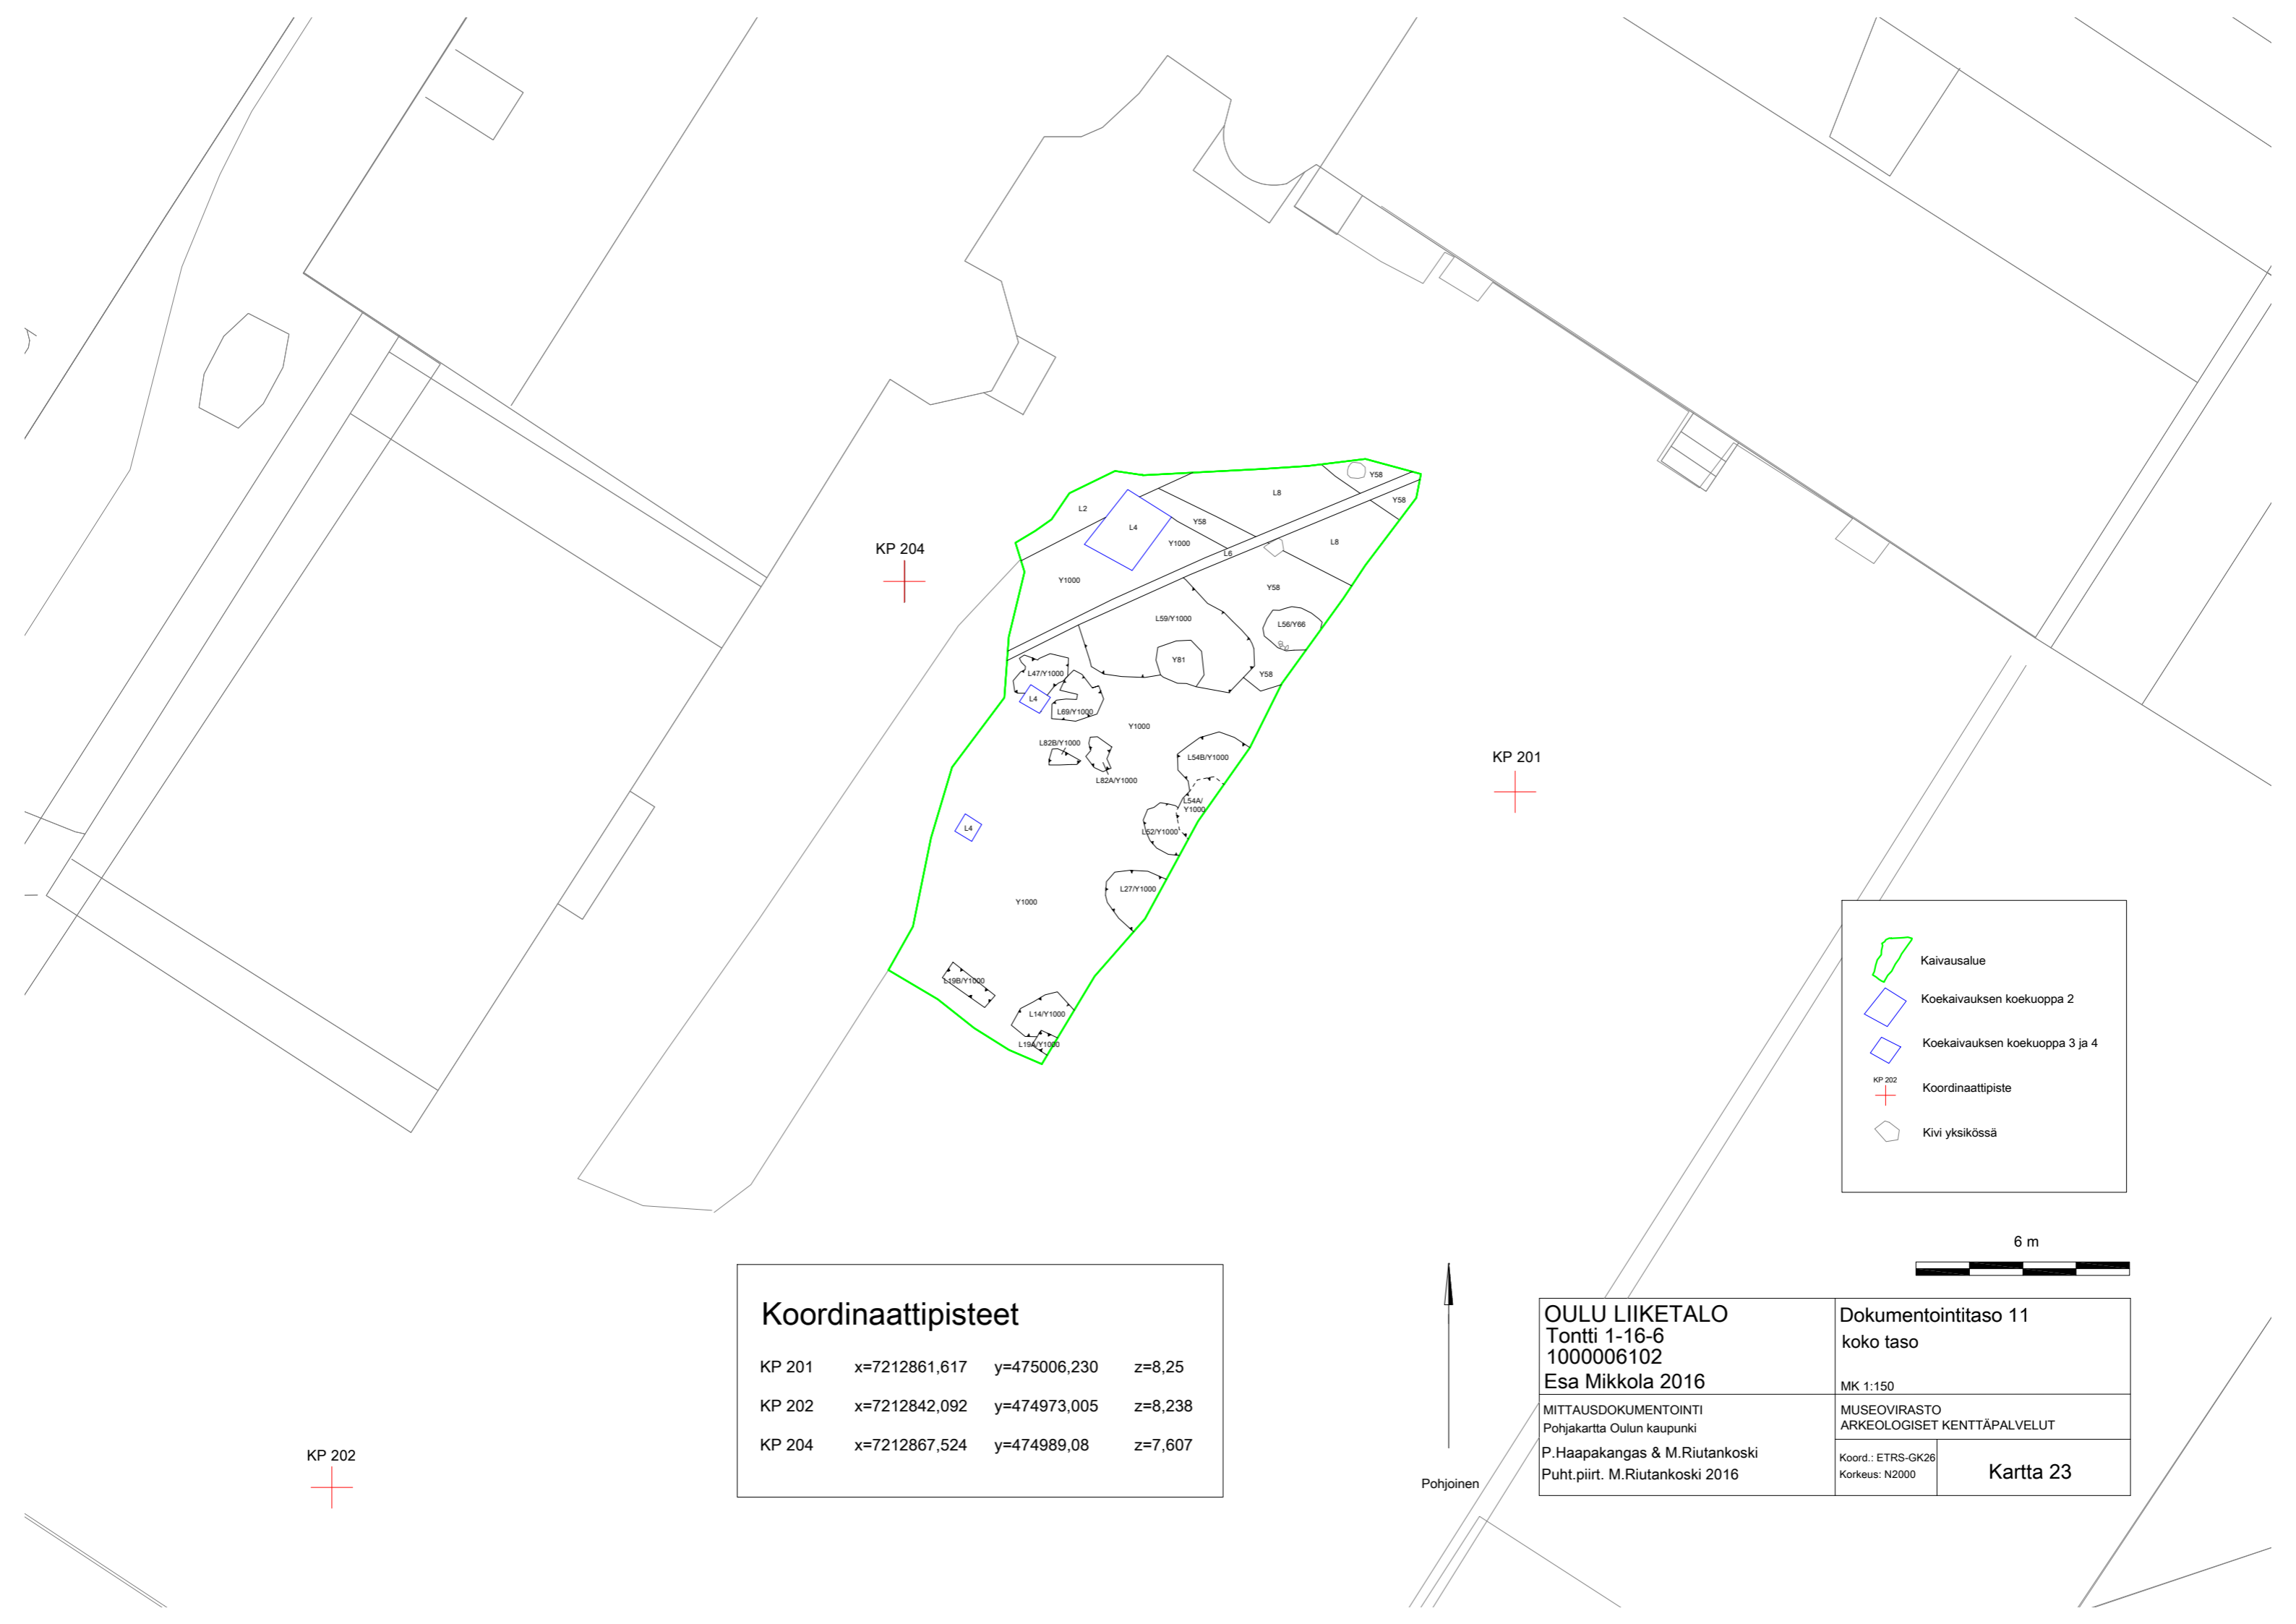 Y58
L8
Y58
L2
L4
Y58
Y1000
L6
L8
Y1000
Y58
L59/Y1000
L56/Y66
Y81
Y58
L47/Y1000
L4
L69/Y1000
Y1000
L82B/Y1000
L82A/Y1000
L54B/Y1000
L54A/
Y1000
L52/Y1000
L4
L27/Y1000
Y1000
L19B/Y1000
L14/Y1000
L19A/Y1000
KP 204
KP 201
KP 202
Kaivausalue
Koekaivauksen koekuoppa 2
Koekaivauksen koekuoppa 3 ja 4
KP 202
Koordinaattipiste
Kivi yksikössä
6 m
Koordinaattipisteet
KP 201 x=7212861,617 y=475006,230 z=8,25
KP 202 x=7212842,092 y=474973,005 z=8,238
KP 204 x=7212867,524 y=474989,08 z=7,607
Pohjoinen
OULU LIIKETALO
Tontti 1-16-6
1000006102
Esa Mikkola 2016
Dokumentointitaso 11
koko taso
MK 1:150
MITTAUSDOKUMENTOINTI
Pohjakartta Oulun kaupunki
P.Haapakangas & M.Riutankoski
Puht.piirt. M.Riutankoski 2016
MUSEOVIRASTO
ARKEOLOGISET KENTTÄPALVELUT
Koord.: ETRS-GK26
Korkeus: N2000
Kartta 23